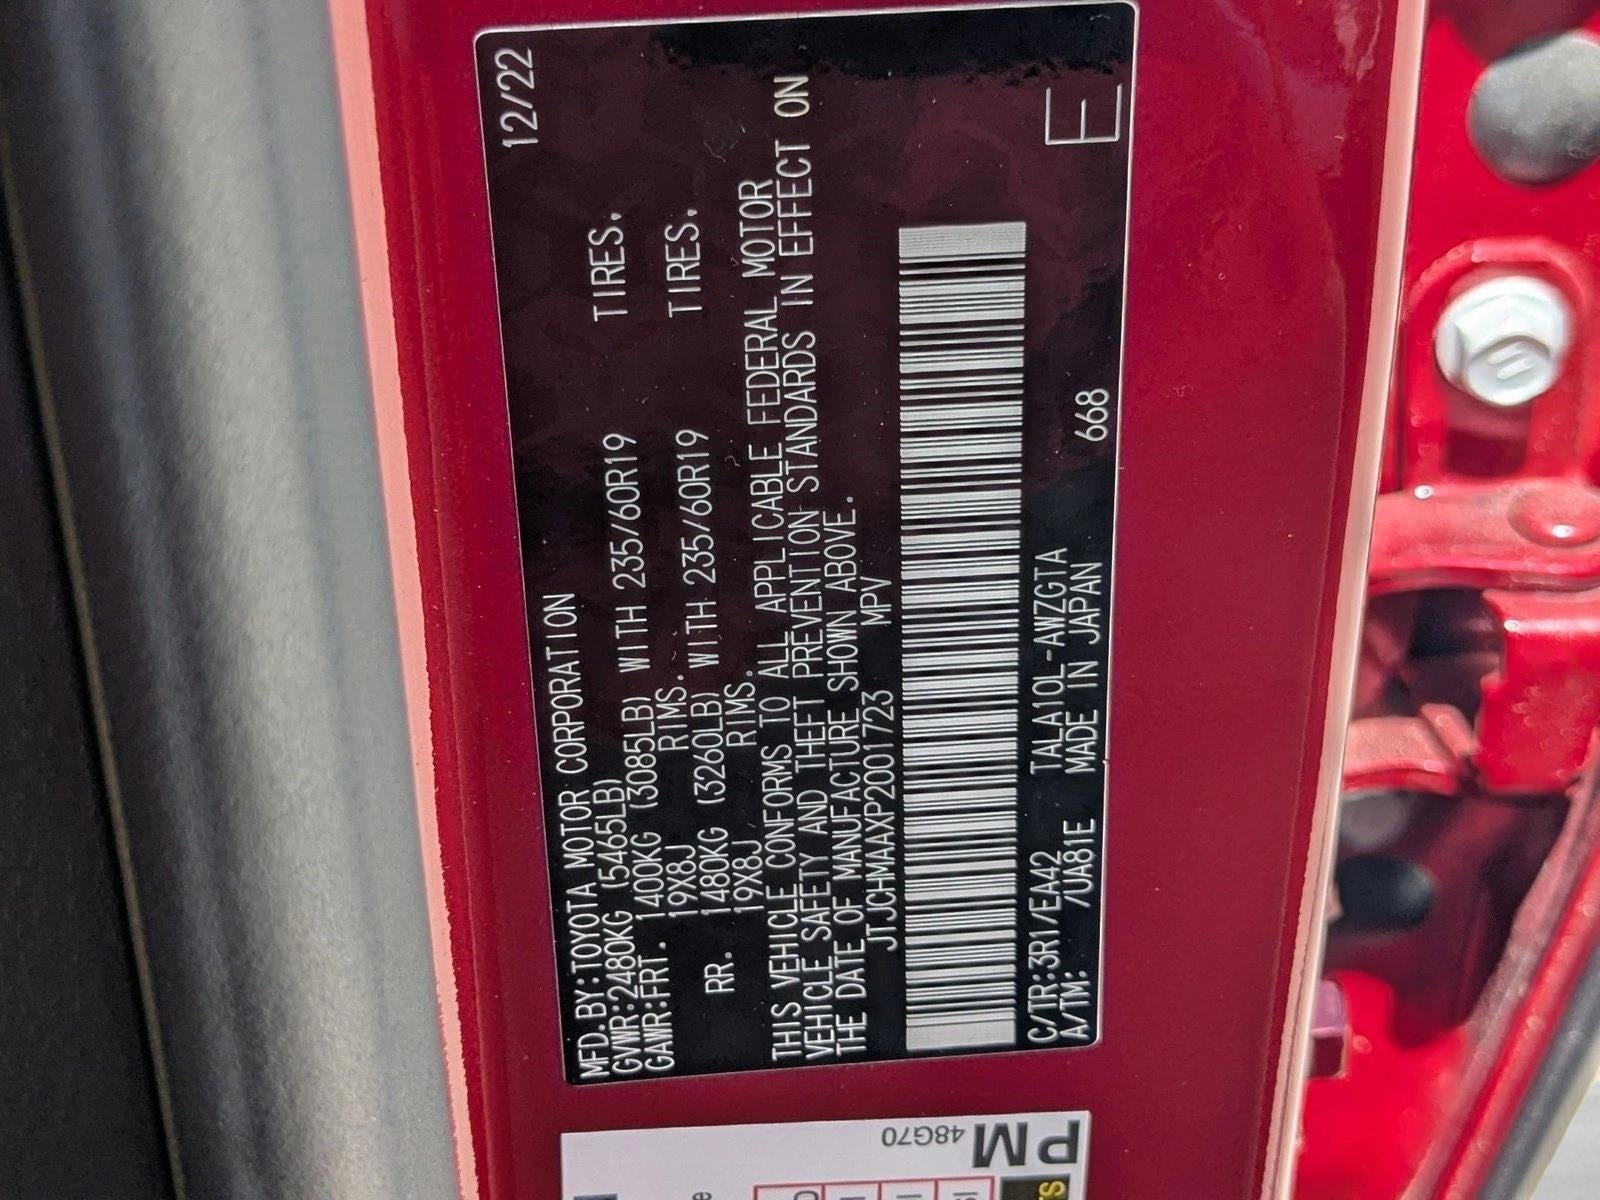 MFD.BY:TOYOTA MOTOR CORPORATION 12/22
GVWR:2480KG (5465LB)
GAWR:FRT. 1400KG (3085LB) WITH 235/60R19 TIRES.
19X8J RIMS.
RR. 1480KG (3260LB) WITH 235/60R19 TIRES.
19X8J RIMS.
THIS VEHICLE CONFORMS TO ALL APPLICABLE FEDERAL MOTOR
VEHICLE SAFETY AND THEFT PREVENTION STANDARDS IN EFFECT ON
THE DATE OF MANUFACTURE SHOWN ABOVE.
JTJCHMAAXP2001723 MPV
C/TR:3R1/EA42 TALA10L-AWZGTA
A/TM: /UA81E MADE IN JAPAN 668
E
PM 48G70